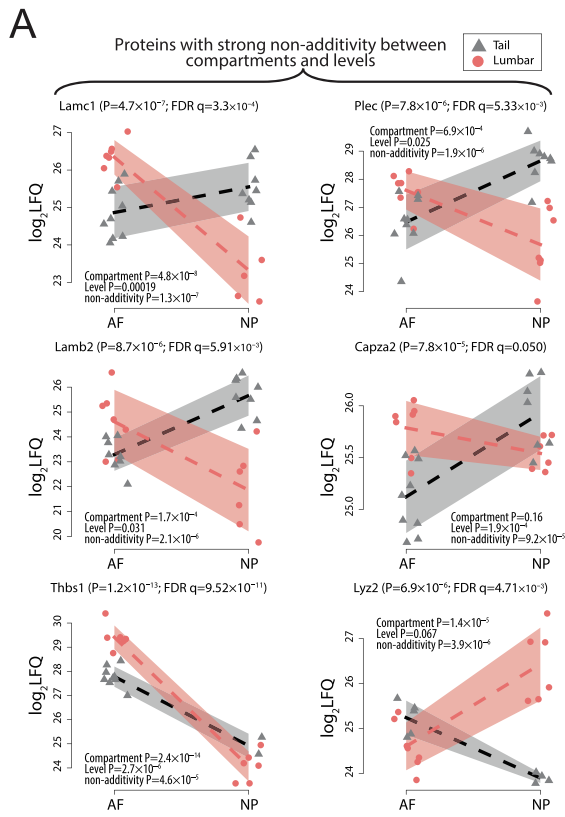 A
Proteins with strong non-additivity between
compartments and levels
Tail
Lumbar
Lamc1 (P=4.7×10⁻⁷; FDR q=3.3×10⁻⁴)
27
26
25
24
23
log₂LFQ
Compartment P=4.8×10⁻⁸
Level P=0.00019
non-additivity P=1.3×10⁻⁷
AF NP
Plec (P=7.8×10⁻⁶; FDR q=5.33×10⁻³)
Compartment P=6.9×10⁻⁴
Level P=0.025
non-additivity P=1.9×10⁻⁶
29
28
27
26
25
24
log₂LFQ
AF NP
Lamb2 (P=8.7×10⁻⁶; FDR q=5.91×10⁻³)
26
25
24
23
22
21
20
log₂LFQ
Compartment P=1.7×10⁻⁴
Level P=0.031
non-additivity P=2.1×10⁻⁶
AF NP
Capza2 (P=7.8×10⁻⁵; FDR q=0.050)
26.0
25.5
25.0
log₂LFQ
Compartment P=0.16
Level P=1.9×10⁻⁴
non-additivity P=9.2×10⁻⁵
AF NP
Thbs1 (P=1.2×10⁻¹³; FDR q=9.52×10⁻¹¹)
30
29
28
27
26
25
24
log₂LFQ
Compartment P=2.4×10⁻¹⁴
Level P=2.7×10⁻⁶
non-additivity P=4.6×10⁻⁵
AF NP
Lyz2 (P=6.9×10⁻⁶; FDR q=4.71×10⁻³)
Compartment P=1.4×10⁻⁵
Level P=0.067
non-additivity P=3.9×10⁻⁶
27
26
25
24
log₂LFQ
AF NP